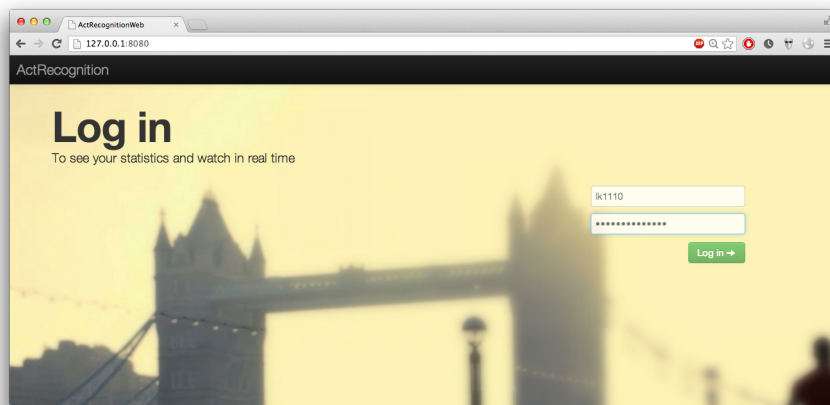 ActRecognitionWeb
127.0.0.1:8080
ActRecognition
Log in
To see your statistics and watch in real time
lk1110
••••••••••••••
Log in ➔